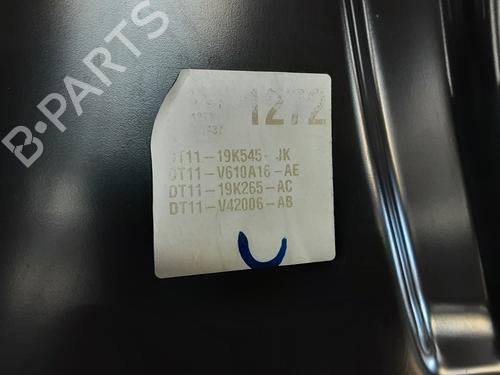 B-PARTS
1272
DT11-19K545-JK
DT11-V610A16-AE
DT11-19K265-AC
DT11-V42006-AB